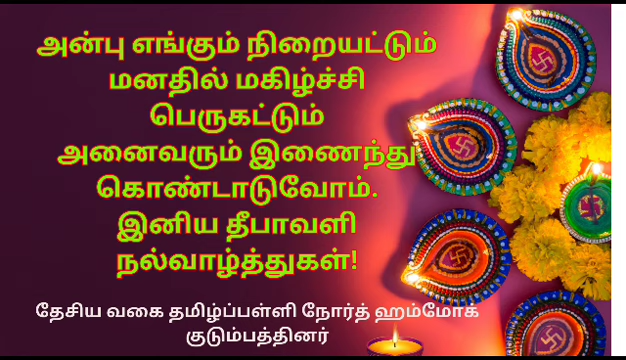 அன்பு எங்கும் நிறையட்டும்
மனதில் மகிழ்ச்சி
பெருகட்டும்
அனைவரும் இணைந்து
கொண்டாடுவோம்.
இனிய தீபாவளி
நல்வாழ்த்துகள்!
தேசிய வகை தமிழ்ப்பள்ளி நோர்த் ஹம்மோக்
குடும்பத்தினர்